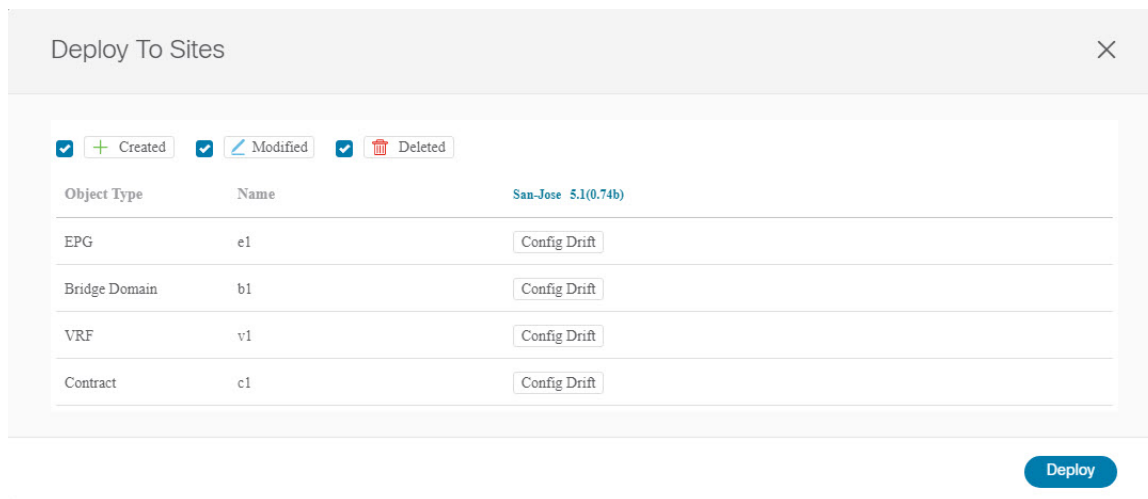 Deploy To Sites
Created Modified Deleted
Object Type Name San-Jose 5.1(0.74b)
EPG e1 Config Drift
Bridge Domain b1 Config Drift
VRF v1 Config Drift
Contract c1 Config Drift
Deploy